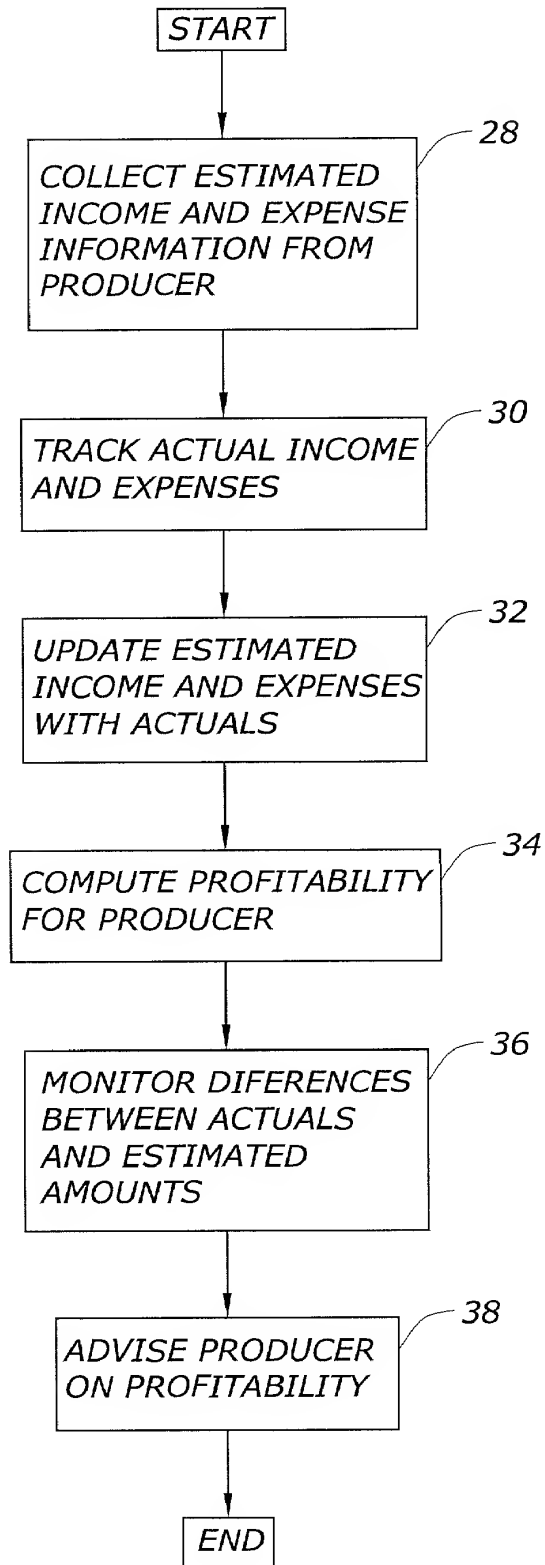 START
28
COLLECT ESTIMATED
INCOME AND EXPENSE
INFORMATION FROM
PRODUCER
30
TRACK ACTUAL INCOME
AND EXPENSES
32
UPDATE ESTIMATED
INCOME AND EXPENSES
WITH ACTUALS
34
COMPUTE PROFITABILITY
FOR PRODUCER
36
MONITOR DIFERENCES
BETWEEN ACTUALS
AND ESTIMATED
AMOUNTS
38
ADVISE PRODUCER
ON PROFITABILITY
END